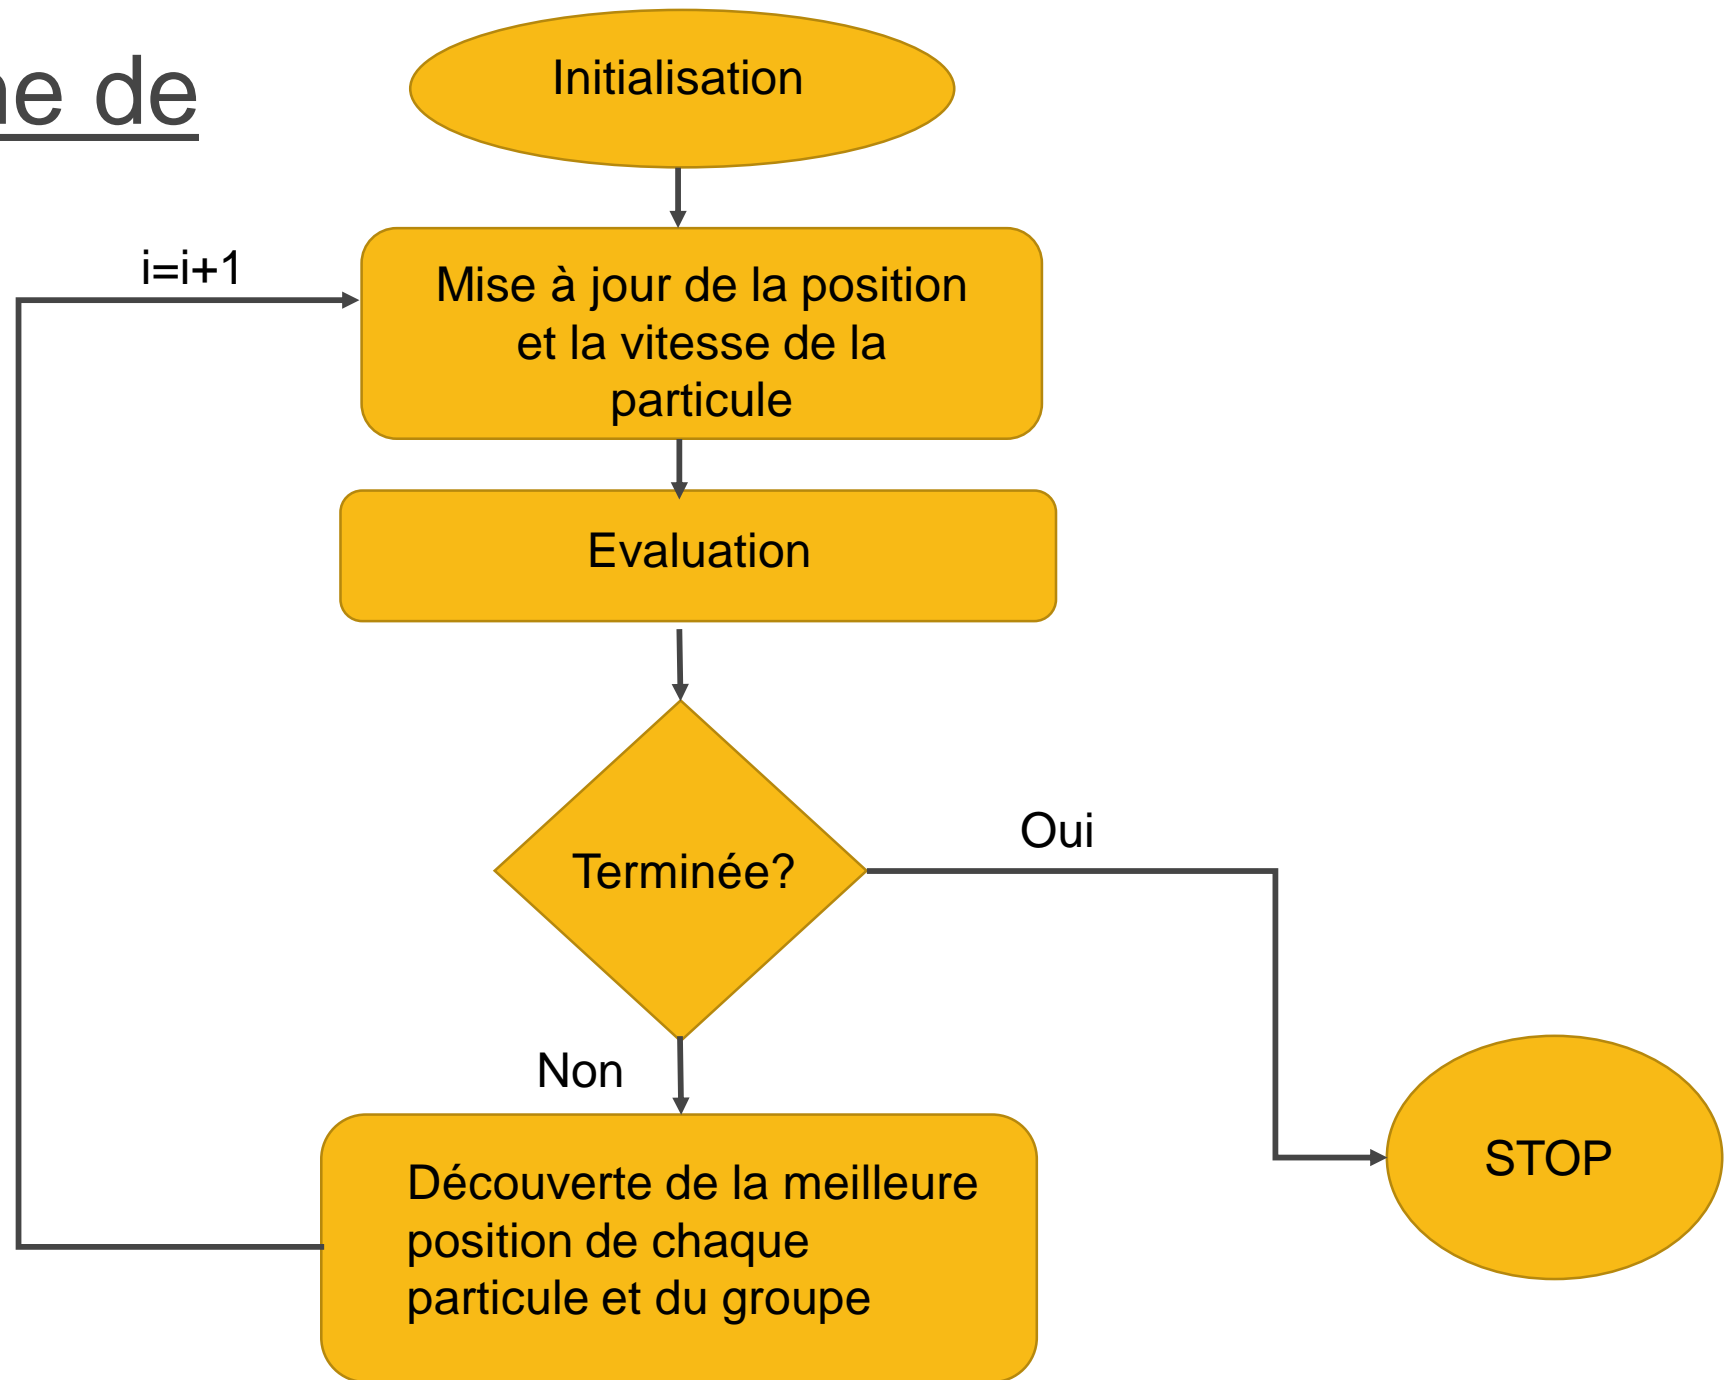 de
Initialisation
i=i+1
Mise à jour de la position
et la vitesse de la
particule
Evaluation
Terminée?
Oui
Non
Découverte de la meilleure
position de chaque
particule et du groupe
STOP